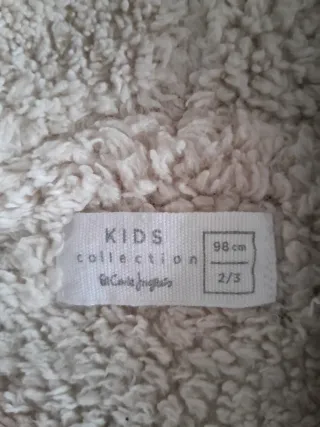 KIDS
collection
El Corte Inglés
98 cm
2/3